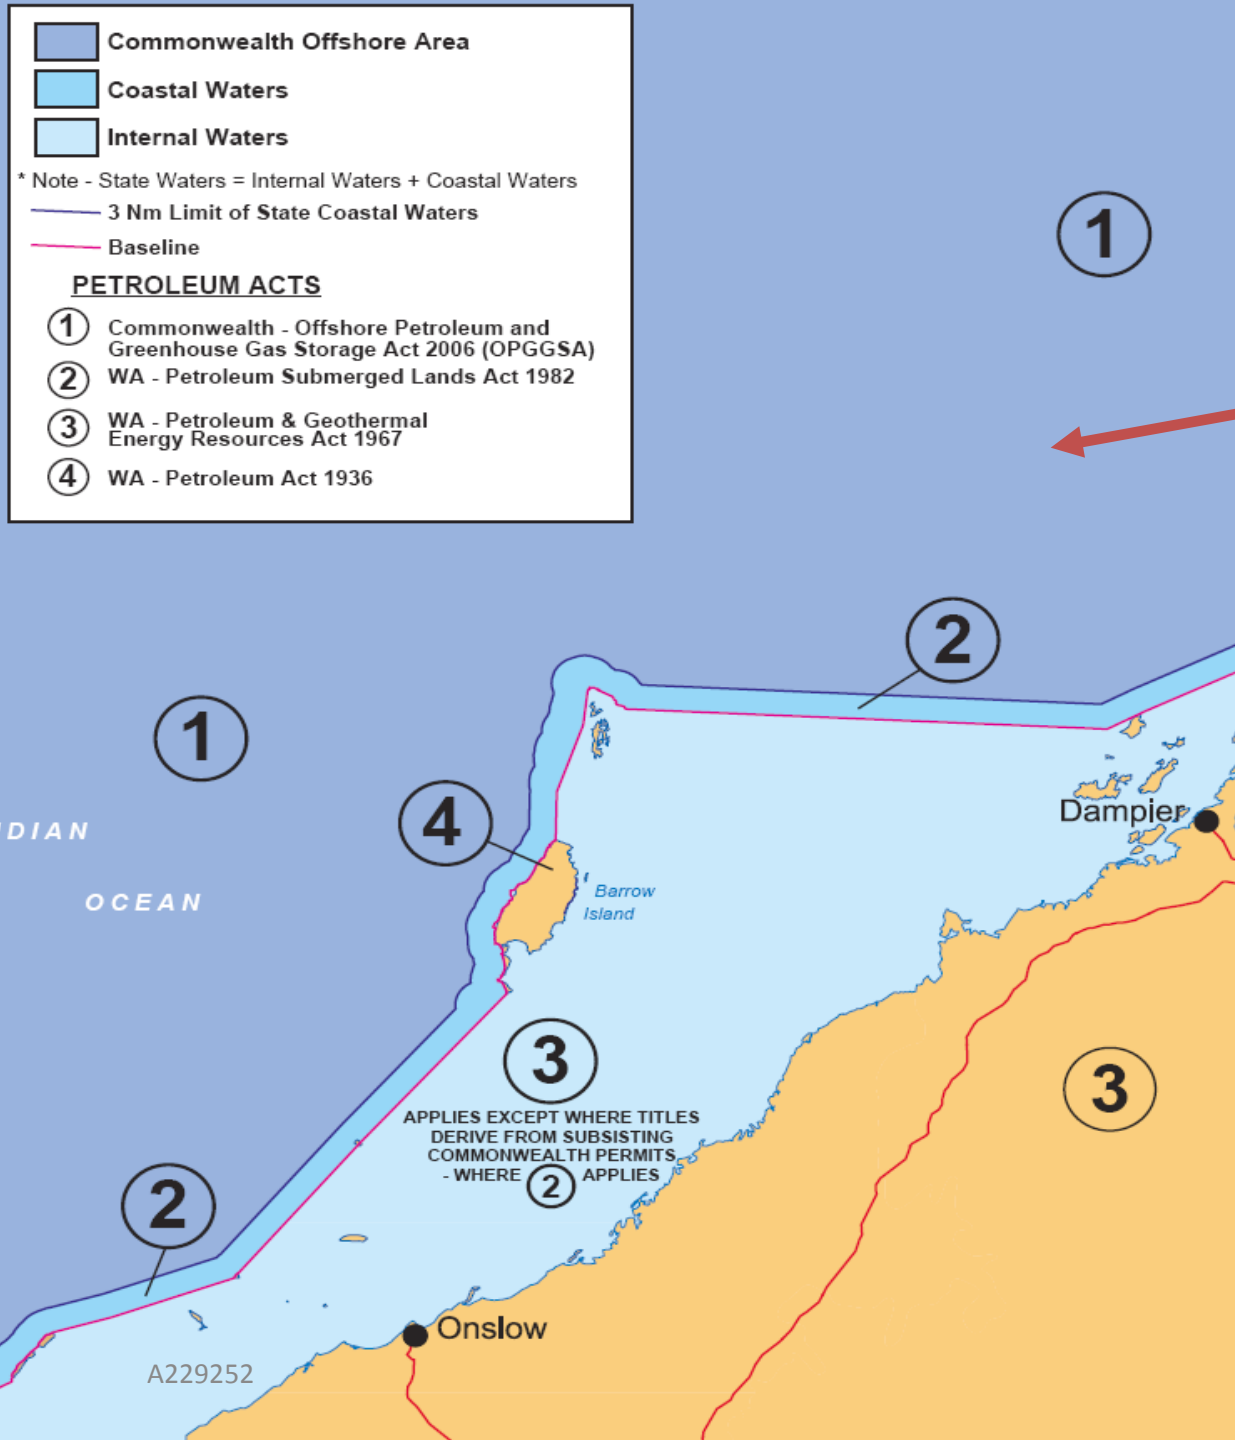 Commonwealth Offshore Area
Coastal Waters
Internal Waters
* Note - State Waters = Internal Waters + Coastal Waters
3 Nm Limit of State Coastal Waters
Baseline
PETROLEUM ACTS
1 Commonwealth - Offshore Petroleum and
Greenhouse Gas Storage Act 2006 (OPGGSA)
2 WA - Petroleum Submerged Lands Act 1982
3 WA - Petroleum & Geothermal
Energy Resources Act 1967
4 WA - Petroleum Act 1936
1
2
1
4
Dampier
DIAN
OCEAN
Barrow
Island
3
APPLIES EXCEPT WHERE TITLES
DERIVE FROM SUBSISTING
COMMONWEALTH PERMITS
- WHERE 2 APPLIES
3
2
Onslow
A229252